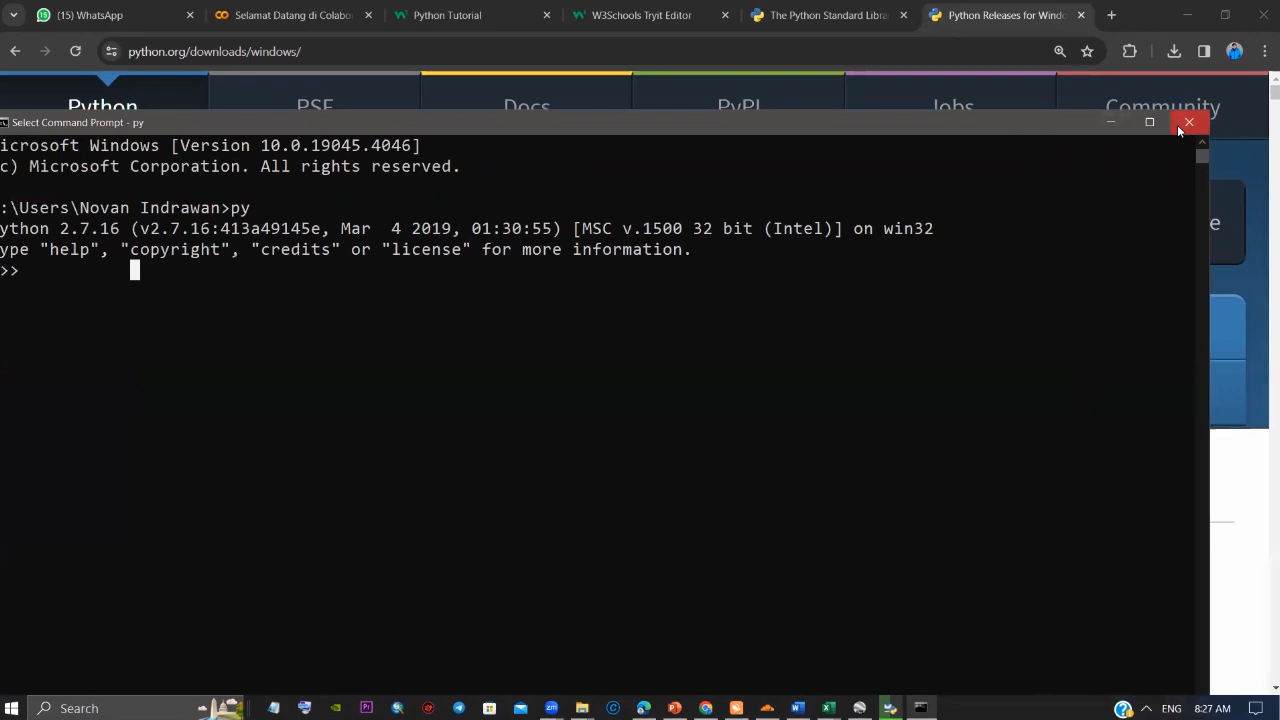 (15) WhatsApp
Selamat Datang di Colabo
Python Tutorial
W3Schools Tryit Editor
The Python Standard Libra
Python Releases for Windo
python.org/downloads/windows/
Python
PSF
Docs
PyPI
Jobs
Community
Select Command Prompt - py
icrosoft Windows [Version 10.0.19045.4046]
c) Microsoft Corporation. All rights reserved.
:\Users\Novan Indrawan>py
ython 2.7.16 (v2.7.16:413a49145e, Mar  4 2019, 01:30:55) [MSC v.1500 32 bit (Intel)] on win32
ype "help", "copyright", "credits" or "license" for more information.
>>
Search
ENG
8:27 AM